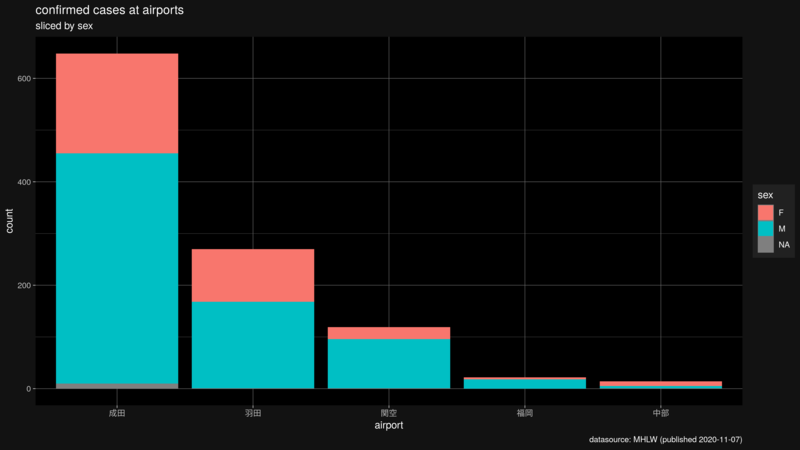 confirmed cases at airports
sliced by sex
600
400
200
0
count
成田
羽田
関空
福岡
中部
airport
sex
F
M
NA
datasource: MHLW (published 2020-11-07)